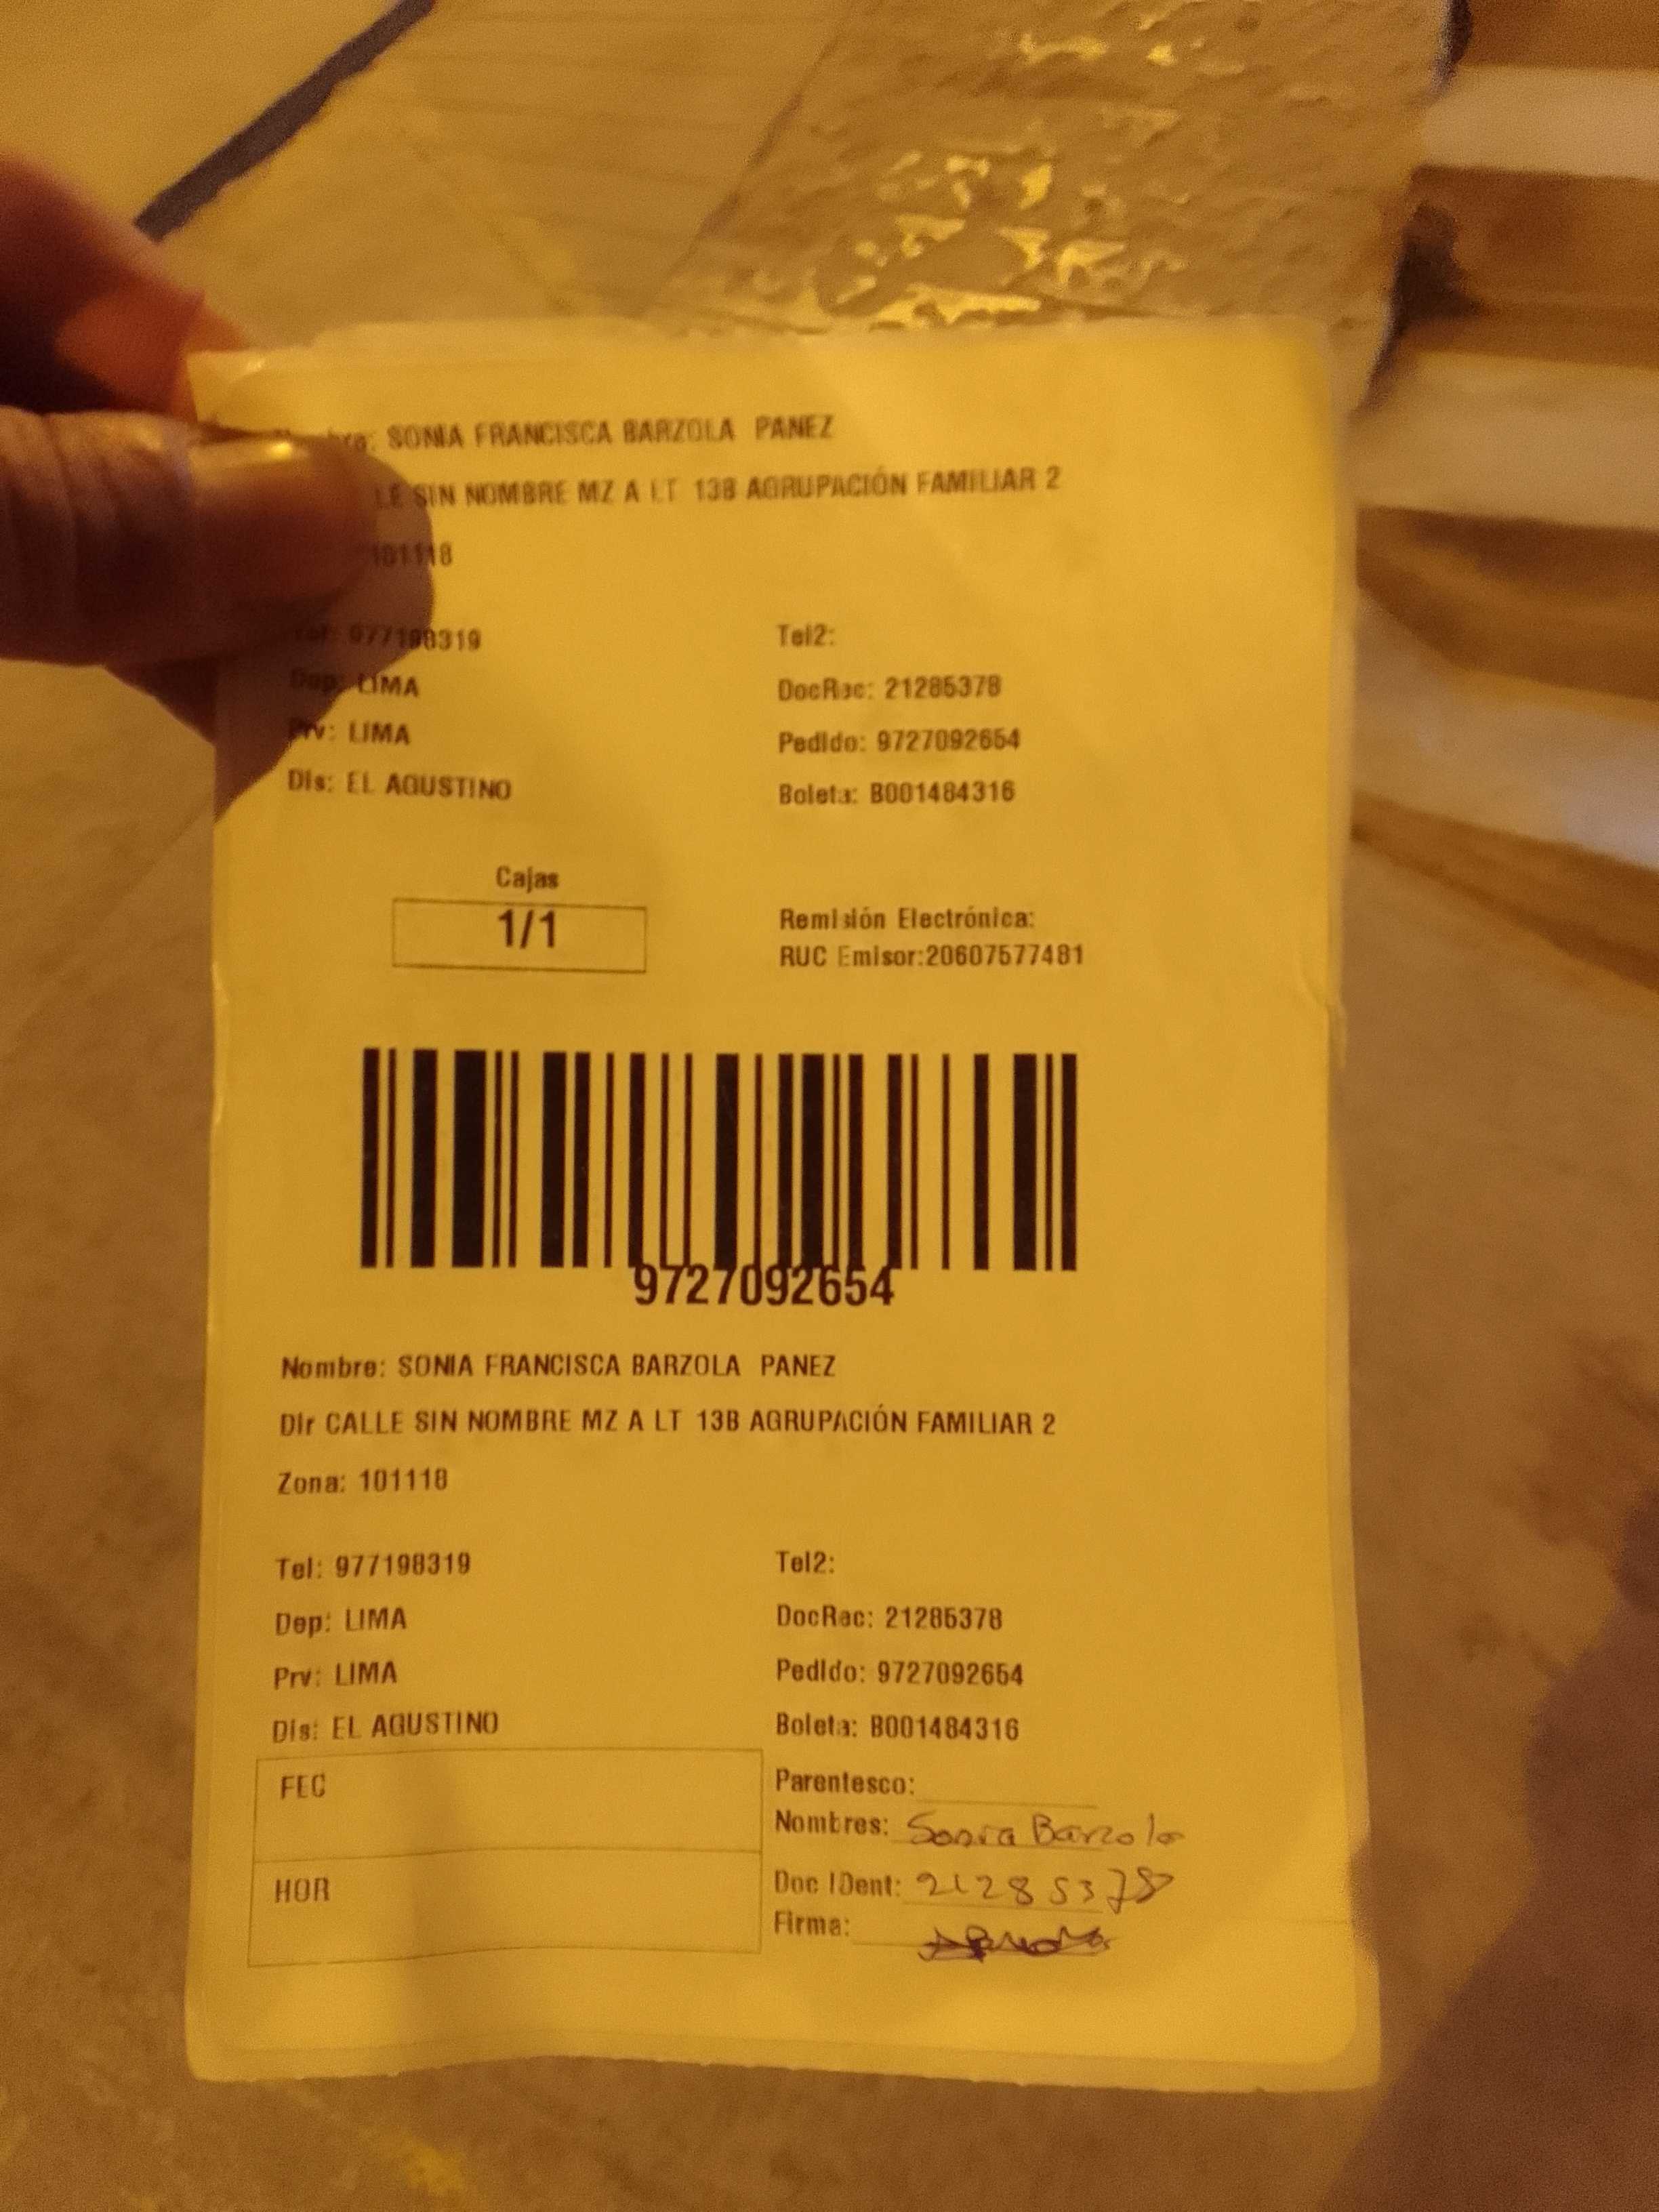 SONIA FRANCISCA BARZOLA PANEZ
LE SIN NOMBRE MZ A LT 13B AGRUPACIÓN FAMILIAR 2
101118
Tel: 977198319 Tel2:
Dep: LIMA DocRec: 21285378
Prv: LIMA Pedido: 9727092654
Dis: EL AGUSTINO Boleta: B001484316
Cajas
1/1
Remisión Electrónica:
RUC Emisor:20607577481
9727092654
Nombre: SONIA FRANCISCA BARZOLA PANEZ
Dir CALLE SIN NOMBRE MZ A LT 13B AGRUPACIÓN FAMILIAR 2
Zona: 101118
Tel: 977198319 Tel2:
Dep: LIMA DocRec: 21285378
Prv: LIMA Pedido: 9727092654
Dis: EL AGUSTINO Boleta: B001484316
FEC
HOR
Parentesco:
Nombres: Sonia Barzola
Doc IDent: 21285378
Firma: